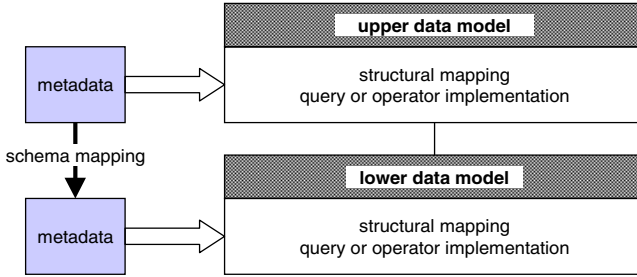 upper data model
metadata
structural mapping
query or operator implementation
schema mapping
lower data model
metadata
structural mapping
query or operator implementation